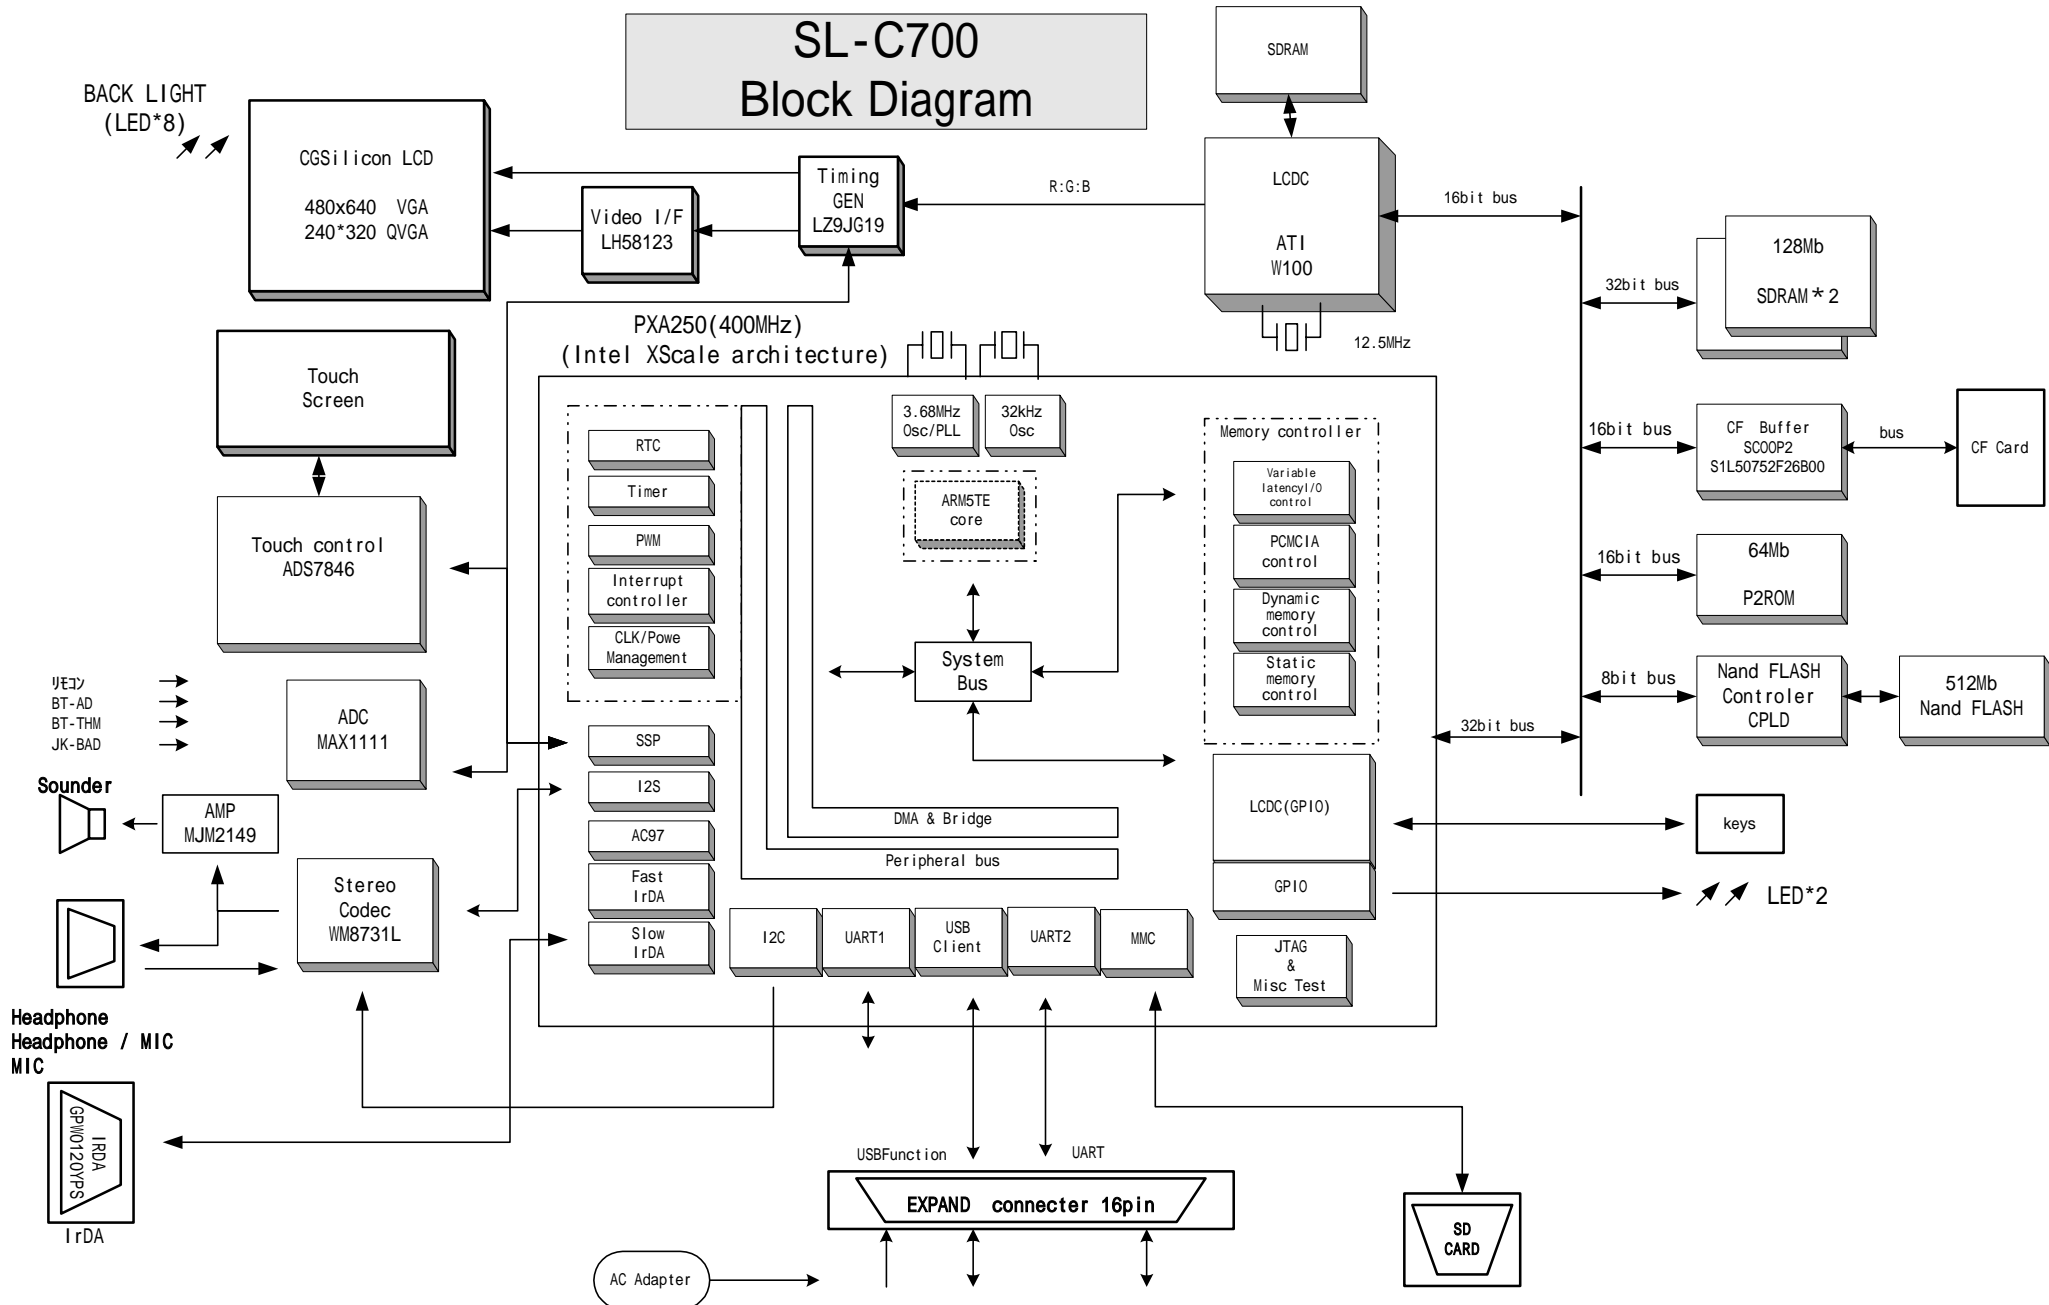 SL-C700
Block Diagram
SDRAM
BACK LIGHT
(LED*8)
CGSilicon LCD
480x640 VGA
240*320 QVGA
Video I/F
LH58123
Timing
GEN
LZ9JG19
R:G:B
LCDC
ATI
W100
16bit bus
12.5MHz
128Mb
SDRAM*2
32bit bus
PXA250(400MHz)
(Intel XScale architecture)
Touch
Screen
3.68MHz
Osc/PLL
32kHz
Osc
Memory controller
16bit bus
CF Buffer
SCOOP2
S1L50752F26B00
bus
CF Card
RTC
Timer
PWM
Interrupt
controller
CLK/Powe
Management
ARM5TE
core
Variable
latencyI/O
control
PCMCIA
control
Dynamic
memory
control
Static
memory
control
Touch control
ADS7846
16bit bus
64Mb
P2ROM
System
Bus
リモコン
BT-AD
BT-THM
JK-BAD
ADC
MAX1111
8bit bus
Nand FLASH
Controler
CPLD
512Mb
Nand FLASH
32bit bus
SSP
I2S
AC97
Fast
IrDA
Slow
IrDA
Sounder
AMP
MJM2149
DMA & Bridge
Peripheral bus
LCDC(GPIO)
GPIO
keys
LED*2
Stereo
Codec
WM8731L
I2C
UART1
USB
Client
UART2
MMC
JTAG
&
Misc Test
Headphone
Headphone / MIC
MIC
IRDA
GPW0120YPS
IrDA
USBFunction
UART
EXPAND connecter 16pin
AC Adapter
SD
CARD